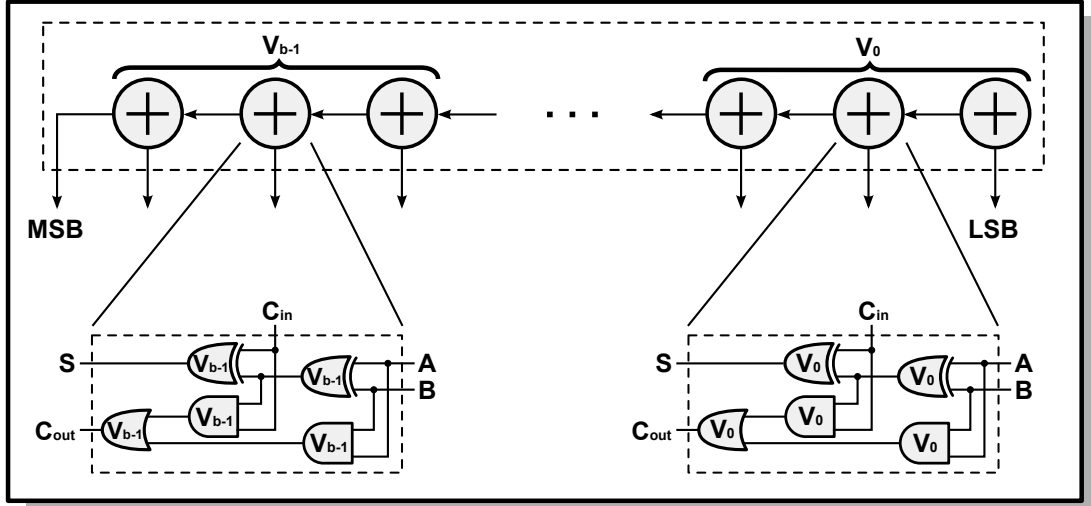 Vb-1 V0
. . .
MSB LSB
Cin Cin
S Vb-1 Vb-1 A S V0 V0 A
B B
Cout Vb-1 Vb-1 Vb-1 Cout V0 V0 V0